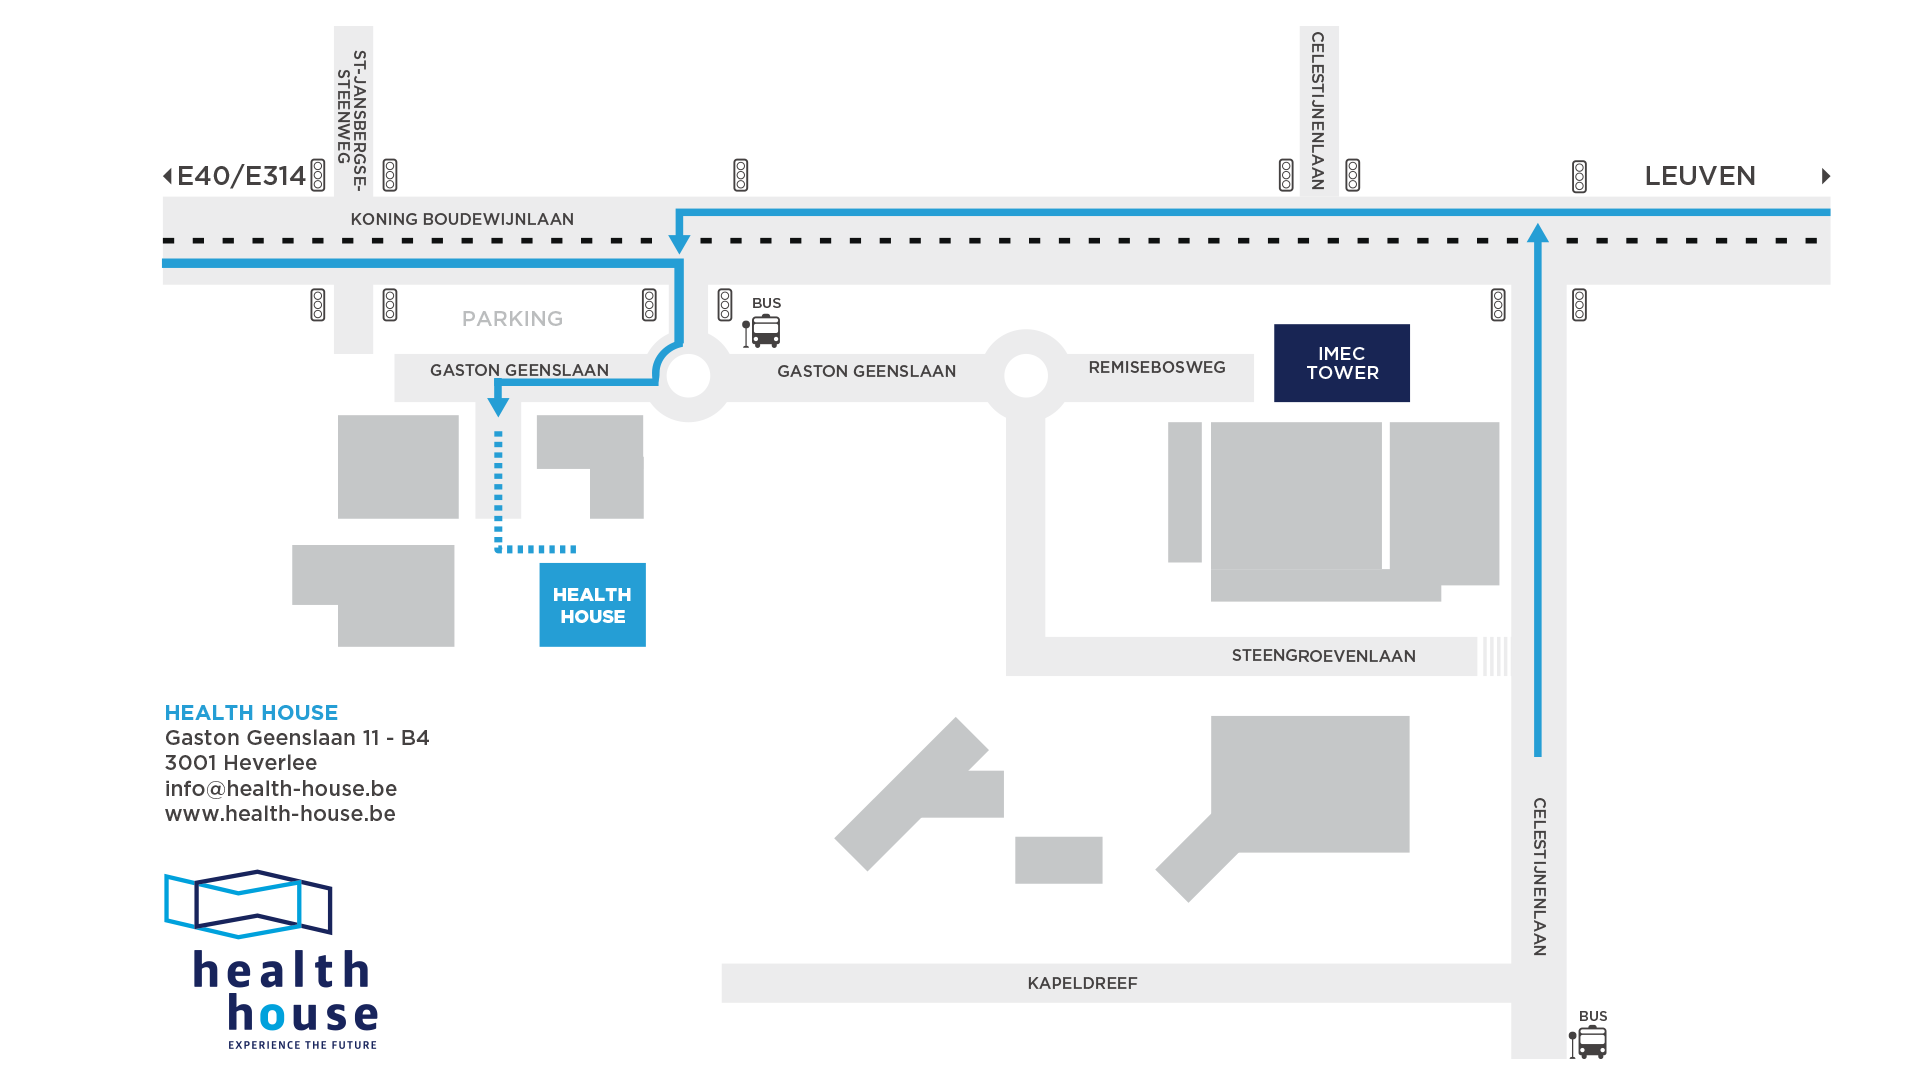 ST-JANSBERGSE-
STEENWEG
CELESTIJNENLAAN
E40/E314
LEUVEN
KONING BOUDEWIJNLAAN
PARKING
BUS
GASTON GEENSLAAN
GASTON GEENSLAAN
REMISEBOSWEG
IMEC
TOWER
HEALTH
HOUSE
STEENGROEVENLAAN
HEALTH HOUSE
Gaston Geenslaan 11 - B4
3001 Heverlee
info@health-house.be
www.health-house.be
CELESTIJNENLAAN
KAPELDREEF
BUS
health
house
EXPERIENCE THE FUTURE